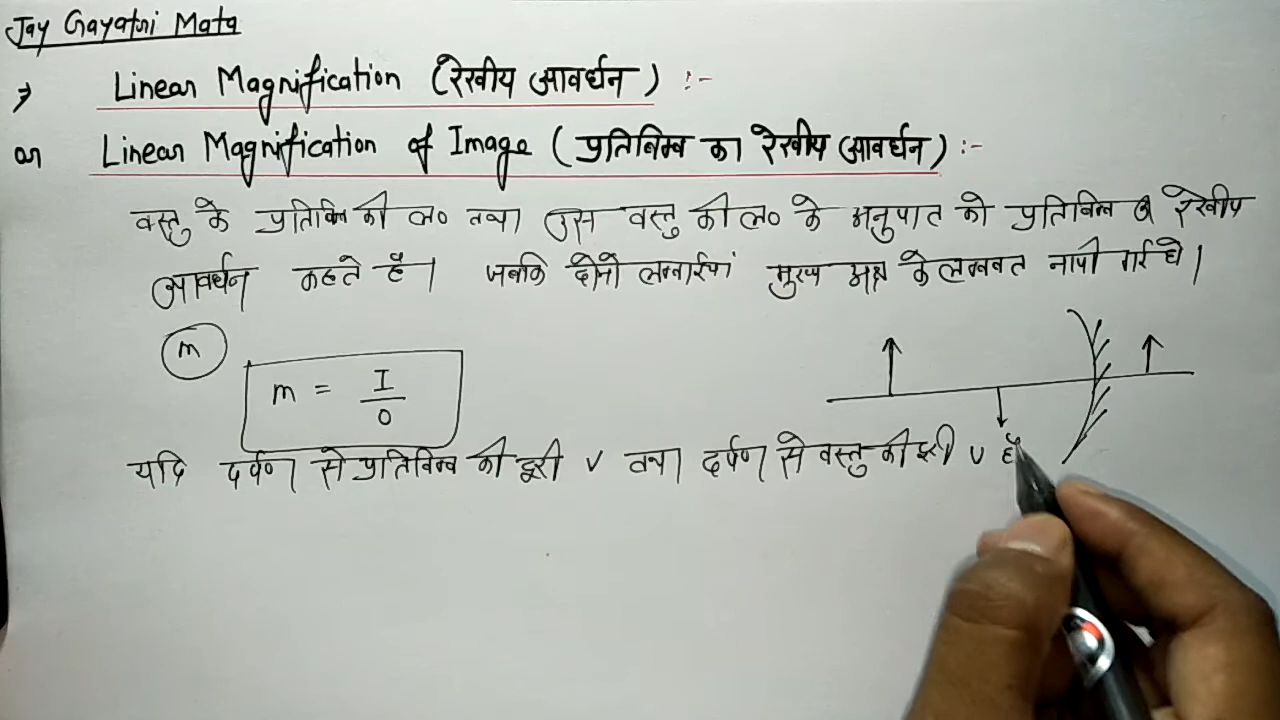 Jay Gayatri Mata
→ Linear Magnification (रेखीय आवर्धन) :-
or Linear Magnification of Image (प्रतिबिम्ब का रेखीय आवर्धन) :-
वस्तु के प्रतिबिम्ब की ल० तथा उस वस्तु की ल० के अनुपात को प्रतिबिम्ब का रेखीय
आवर्धन कहते है। जबकि दोनो लम्बाईयां मुख्य अक्ष के लम्बवत नापी गई हो।
m
m = I/O
यदि दर्पण से प्रतिबिम्ब की दूरी v तथा दर्पण से वस्तु की दूरी u है